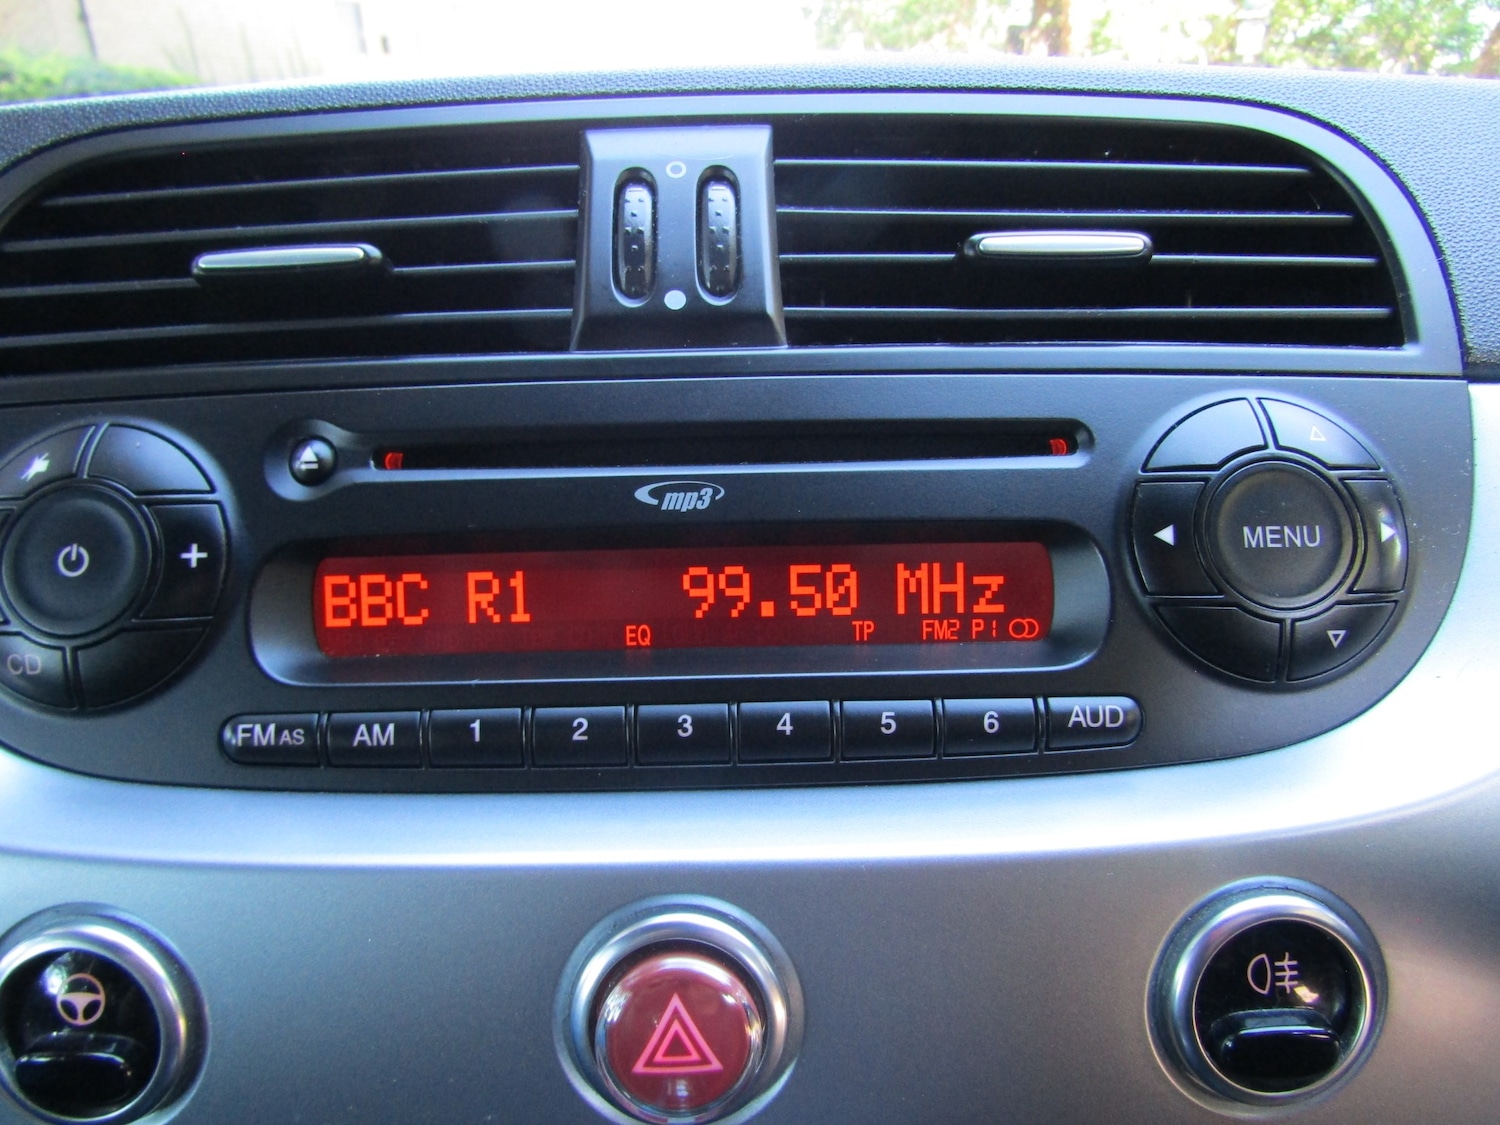 mp3
BBC R1 99.50 MHz
EQ TP FM2 P1
MENU
CD
FM AS AM 1 2 3 4 5 6 AUD